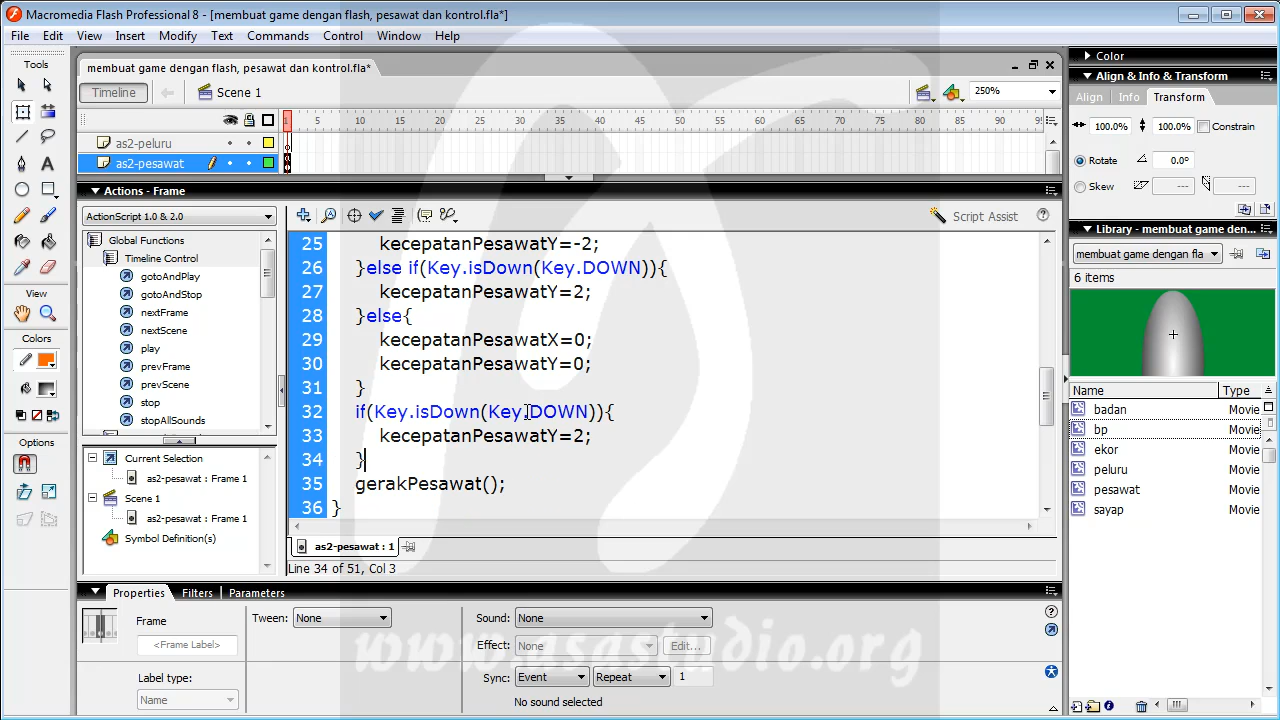 Macromedia Flash Professional 8 - [membuat game dengan flash, pesawat dan kontrol.fla*]
File Edit View Insert Modify Text Commands Control Window Help
Tools
View
Colors
Options
membuat game dengan flash, pesawat dan kontrol.fla*
Timeline Scene 1 250%
1 5 10 15 20 25 30 35 40 45 50 55 60 65 70 75 80 85 90
as2-peluru
as2-pesawat
Actions - Frame
ActionScript 1.0 & 2.0
Script Assist
Global Functions
Timeline Control
gotoAndPlay
gotoAndStop
nextFrame
nextScene
play
prevFrame
prevScene
stop
stopAllSounds
Current Selection
as2-pesawat : Frame 1
Scene 1
as2-pesawat : Frame 1
Symbol Definition(s)
25 kecepatanPesawatY=-2;
26 }else if(Key.isDown(Key.DOWN)){
27 kecepatanPesawatY=2;
28 }else{
29 kecepatanPesawatX=0;
30 kecepatanPesawatY=0;
31 }
32 if(Key.isDown(Key.DOWN)){
33 kecepatanPesawatY=2;
34 }
35 gerakPesawat();
36 }
as2-pesawat : 1
Line 34 of 51, Col 3
Properties Filters Parameters
Frame
<Frame Label>
Label type:
Name
Tween: None
Sound: None
Effect: None Edit...
Sync: Event Repeat 1
No sound selected
www.asastudio.org
Color
Align & Info & Transform
Align Info Transform
100.0% 100.0% Constrain
Rotate 0.0°
Skew --- ---
Library - membuat game den...
membuat game dengan fla
6 items
Name Type
badan Movie
bp Movie
ekor Movie
peluru Movie
pesawat Movie
sayap Movie